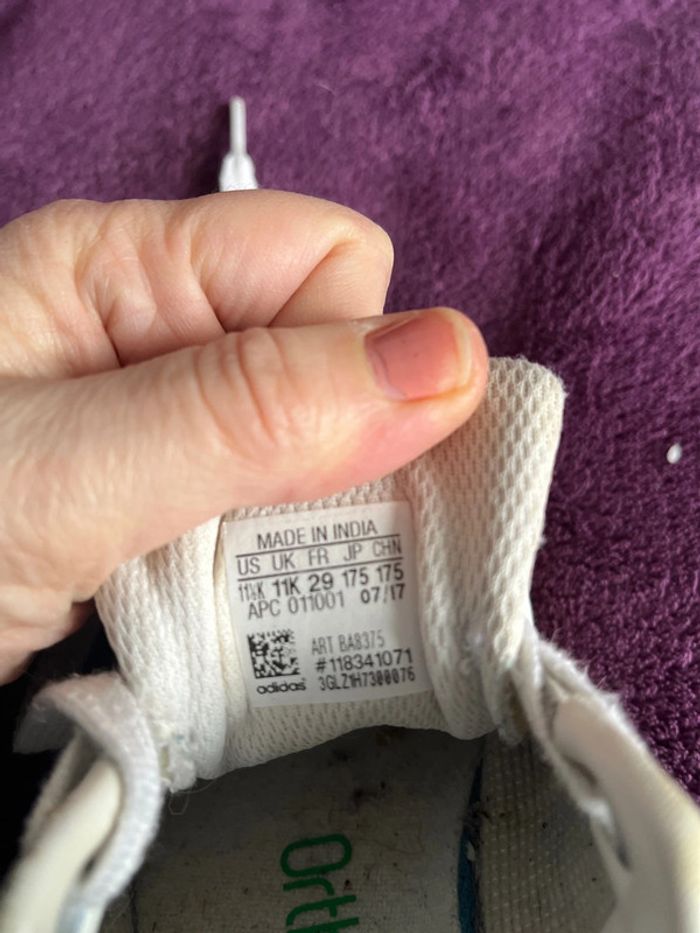 MADE IN INDIA
US UK FR JP CHN
11½K 11K 29 175 175
APC 011001 07/17
ART BA8375
#118341071
adidas 3GLZ1H7300076
Orth